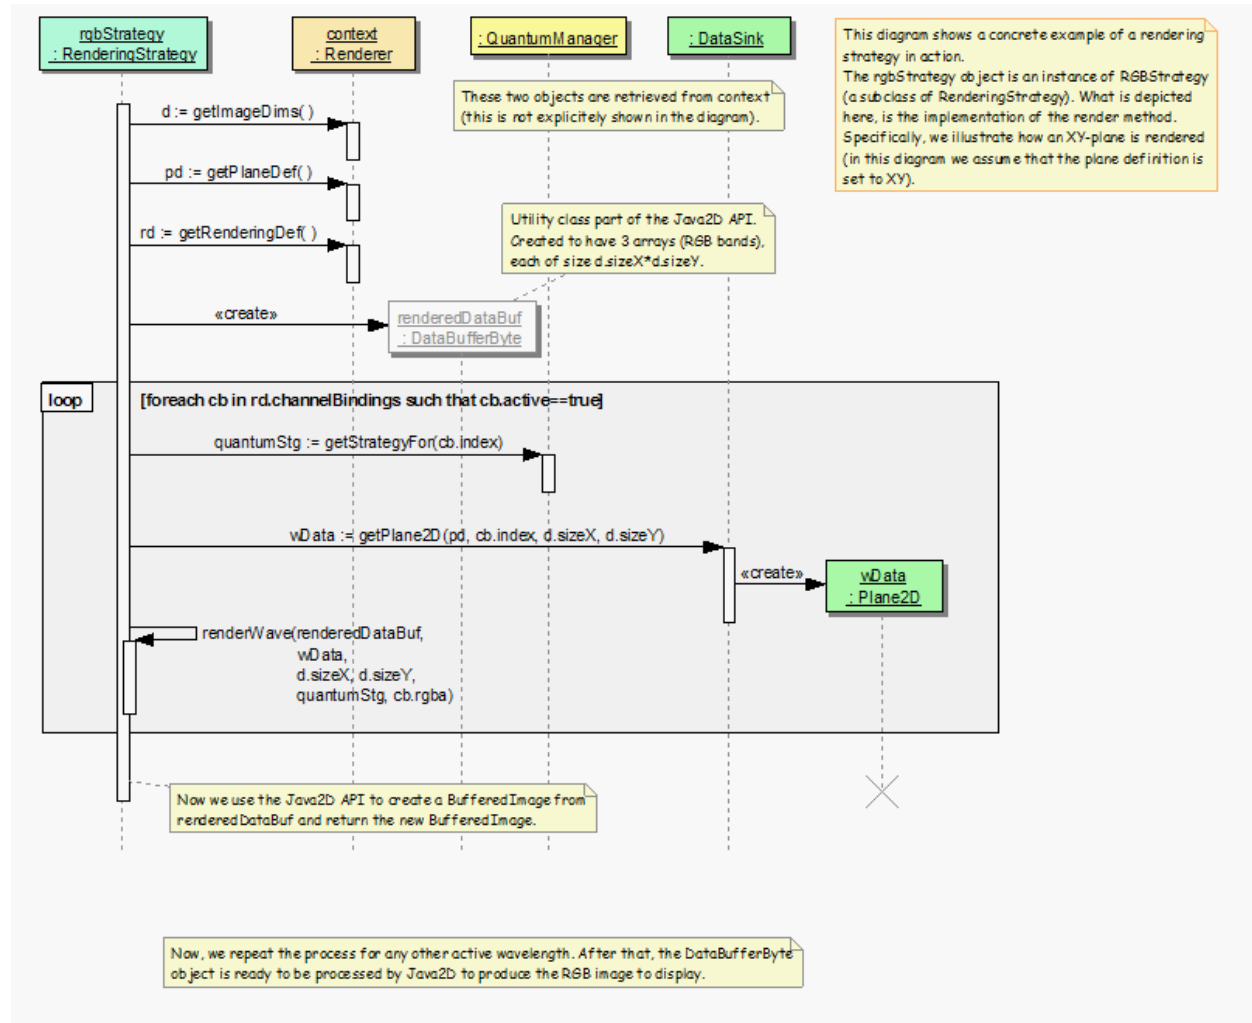 rgbStrategy
: RenderingStrategy
context
: Renderer
: QuantumManager
: DataSink
This diagram shows a concrete example of a rendering
strategy in action.
The rgbStrategy object is an instance of RGBStrategy
(a subclass of RenderingStrategy). What is depicted
here, is the implementation of the render method.
Specifically, we illustrate how an XY-plane is rendered
(in this diagram we assume that the plane definition is
set to XY).
These two objects are retrieved from context
(this is not explicitely shown in the diagram).
d := getImageDims( )
pd := getPlaneDef( )
rd := getRenderingDef( )
Utility class part of the Java2D API.
Created to have 3 arrays (RGB bands),
each of size d.sizeX*d.sizeY.
«create»
renderedDataBuf
: DataBufferByte
loop
[foreach cb in rd.channelBindings such that cb.active==true]
quantumStg := getStrategyFor(cb.index)
wData := getPlane2D(pd, cb.index, d.sizeX, d.sizeY)
«create»
wData
: Plane2D
renderWave(renderedDataBuf,
wData,
d.sizeX, d.sizeY,
quantumStg, cb.rgba)
Now we use the Java2D API to create a BufferedImage from
renderedDataBuf and return the new BufferedImage.
Now, we repeat the process for any other active wavelength. After that, the DataBufferByte
object is ready to be processed by Java2D to produce the RGB image to display.